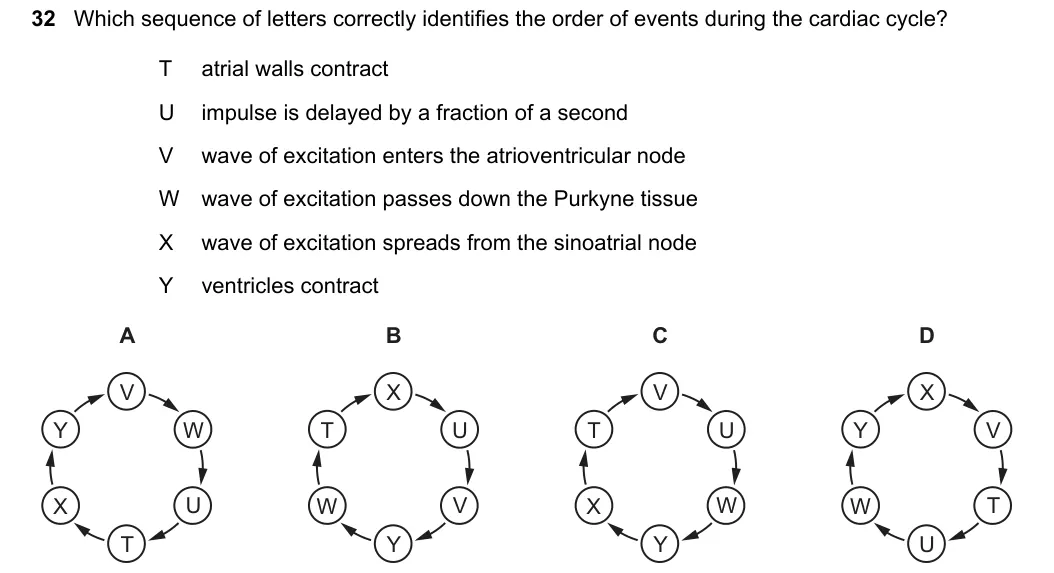 32 Which sequence of letters correctly identifies the order of events during the cardiac cycle?
T atrial walls contract
U impulse is delayed by a fraction of a second
V wave of excitation enters the atrioventricular node
W wave of excitation passes down the Purkyne tissue
X wave of excitation spreads from the sinoatrial node
Y ventricles contract
A B C D
V X V X
Y W T U T U Y V
X U W V X W W T
T Y Y U